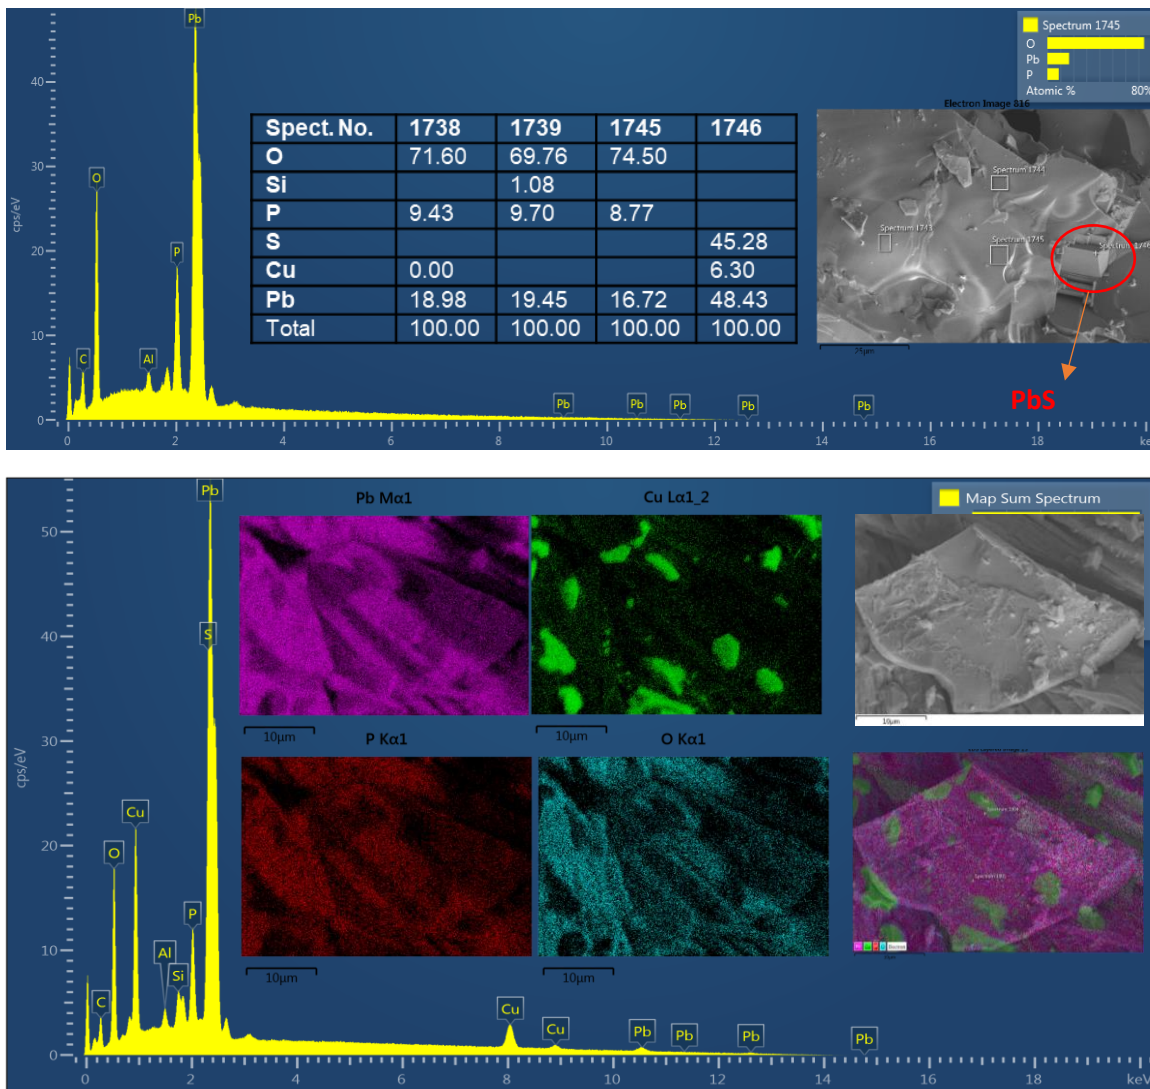 Pb
Spectrum 1745
O
Pb
P
Atomic % 80%
Electron Image 816
40
30
20
10
0
cps/eV
O
P
C
Al
Pb Pb Pb Pb Pb
0 2 4 6 8 10 12 14 16 18 ke
Spect. No. 1738 1739 1745 1746
O 71.60 69.76 74.50
Si 1.08
P 9.43 9.70 8.77
S 45.28
Cu 0.00 6.30
Pb 18.98 19.45 16.72 48.43
Total 100.00 100.00 100.00 100.00
Spectrum 1744
Spectrum 1743
Spectrum 1745
Spectrum 1746
25µm
PbS
Pb
Pb Mα1
Cu Lα1_2
Map Sum Spectrum
50
40
30
20
10
0
cps/eV
S
Cu
O
P
Al
Si
C
Cu
Cu
Pb
Pb
Pb
Pb
10µm
10µm
10µm
P Kα1
O Kα1
10µm
10µm
0 2 4 6 8 10 12 14 16 18 keV